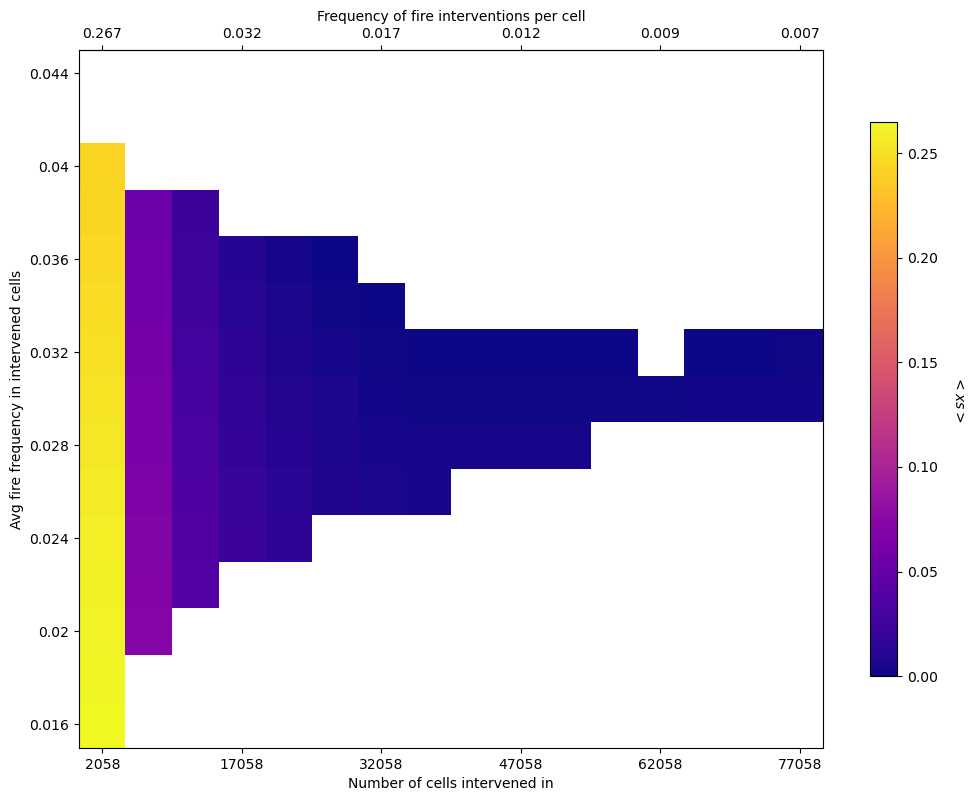 Frequency of fire interventions per cell
0.267 0.032 0.017 0.012 0.009 0.007
0.044
0.04
0.036
0.032
0.028
0.024
0.02
0.016
Avg fire frequency in intervened cells
2058 17058 32058 47058 62058 77058
Number of cells intervened in
0.25
0.20
0.15
0.10
0.05
0.00
< sx >